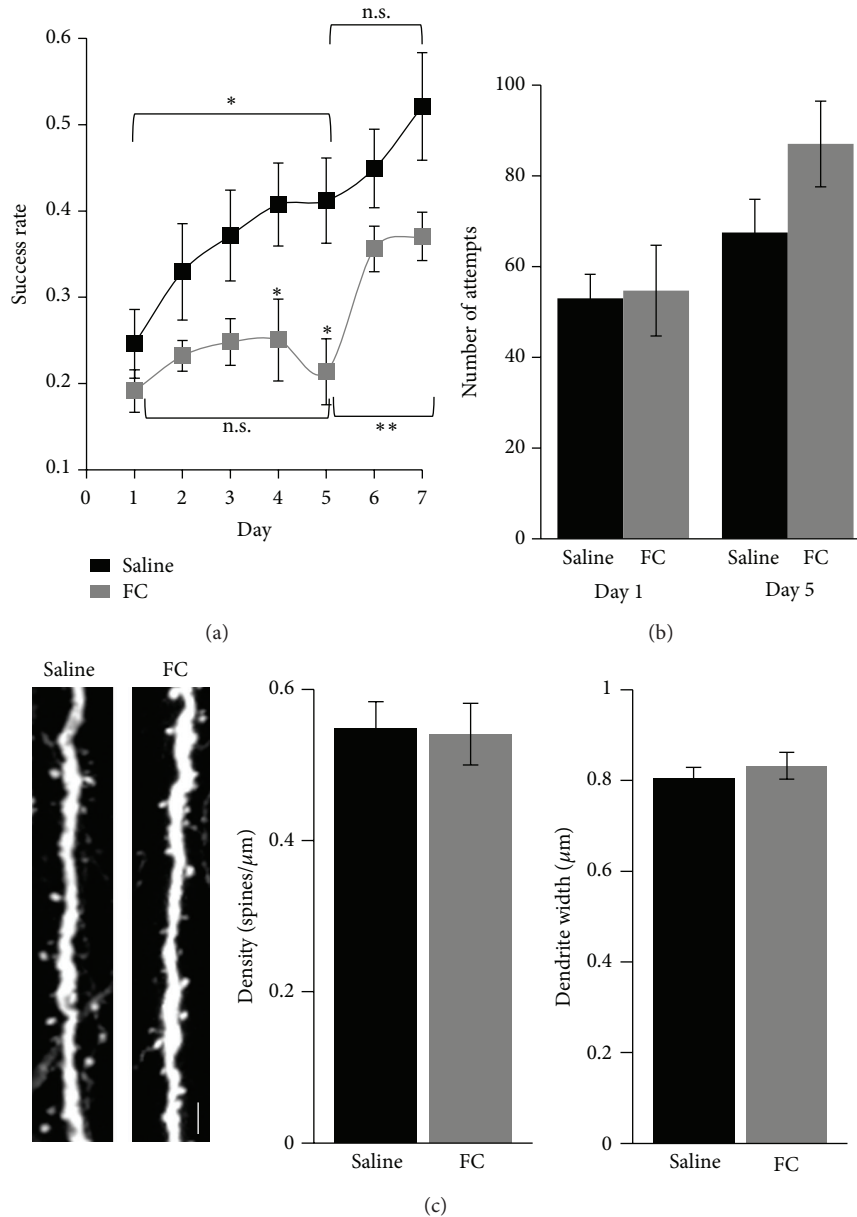 n.s.
0.6
*
0.5
0.4
Success rate
0.3
*
*
0.2
n.s.
**
0.1
0 1 2 3 4 5 6 7
Day
Saline
FC
(a)
100
80
60
Number of attempts
40
20
0
Saline FC Saline FC
Day 1 Day 5
(b)
Saline FC
0.6
0.4
Density (spines/μm)
0.2
0
Saline FC
1
0.8
0.6
Dendrite width (μm)
0.4
0.2
0
Saline FC
(c)